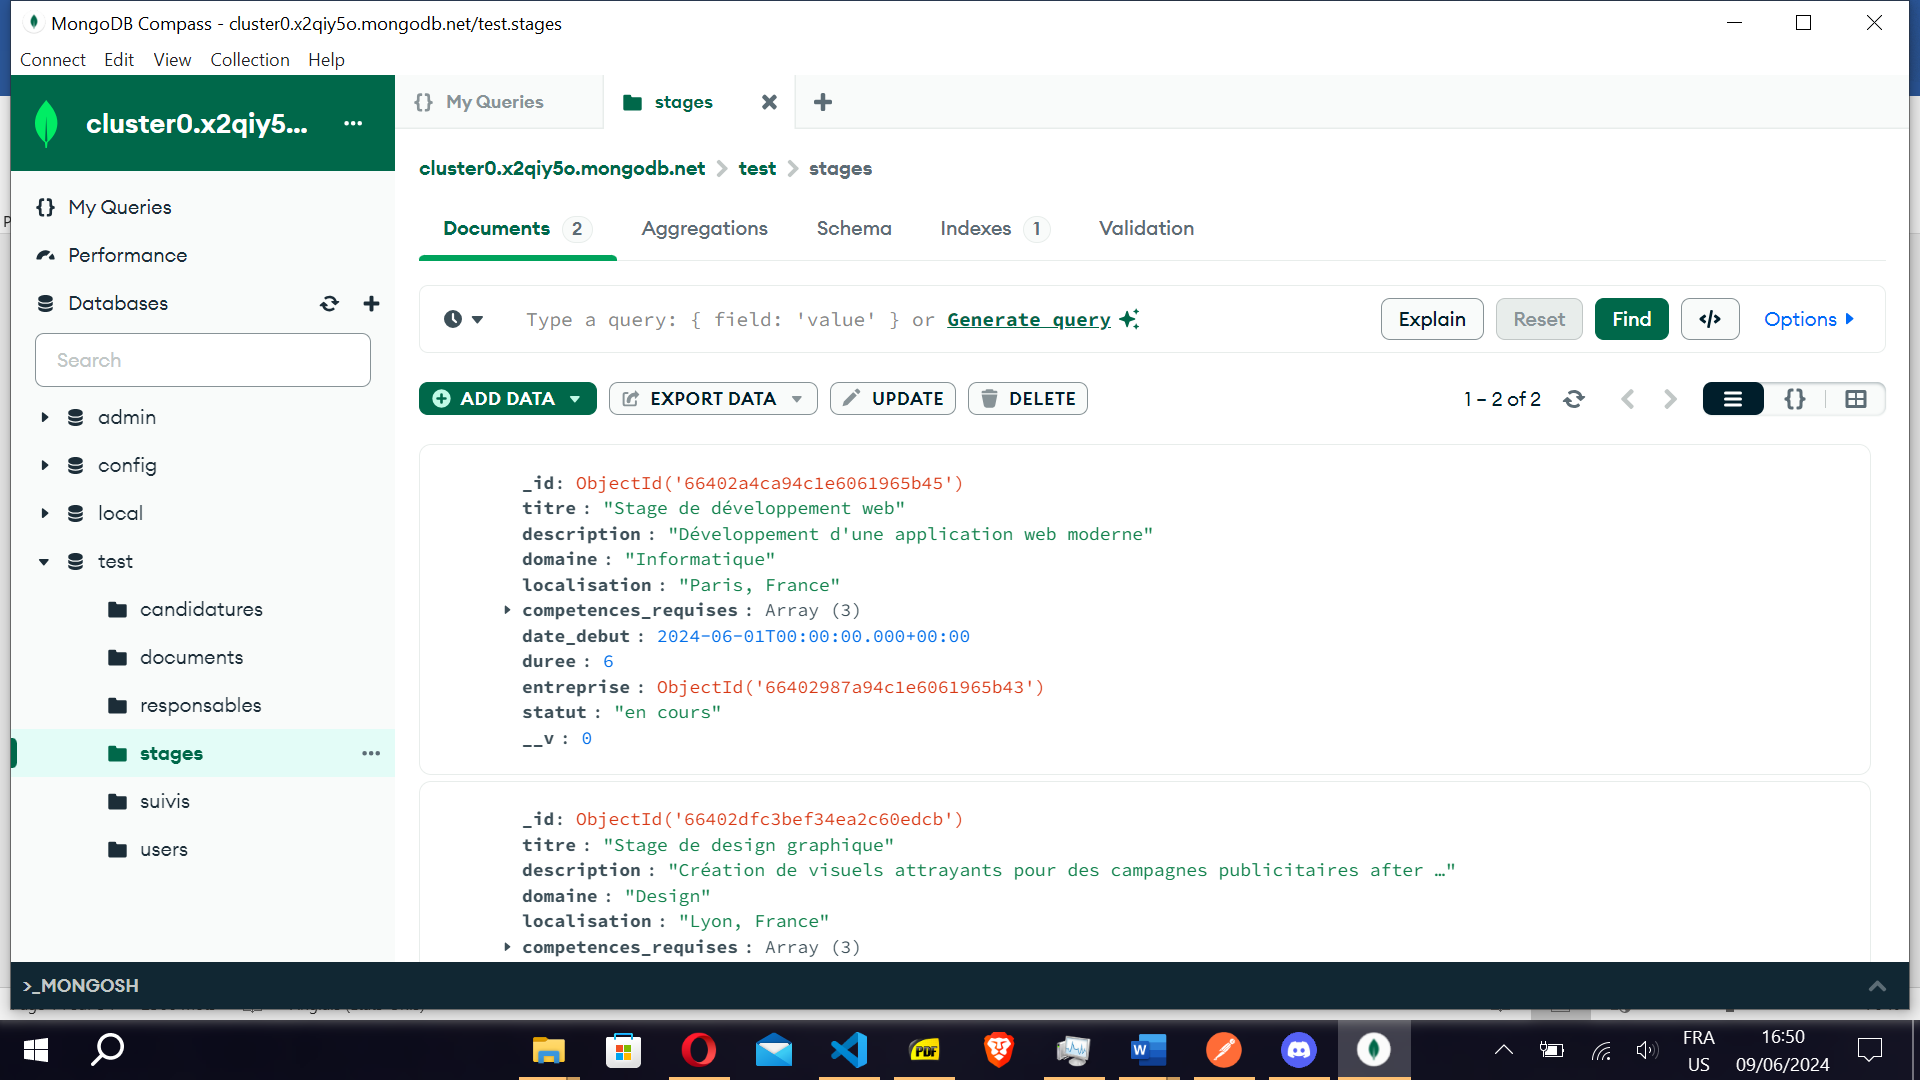 MongoDB Compass - cluster0.x2qiy5o.mongodb.net/test.stages
Connect Edit View Collection Help
cluster0.x2qiy5... ···
{} My Queries
stages
cluster0.x2qiy5o.mongodb.net > test > stages
{} My Queries
Performance
Databases
Search
admin
config
local
test
candidatures
documents
responsables
stages ···
suivis
users
Documents 2 Aggregations Schema Indexes 1 Validation
Type a query: { field: 'value' } or Generate query
Explain Reset Find </> Options
ADD DATA EXPORT DATA UPDATE DELETE
1 – 2 of 2 {}
_id: ObjectId('66402a4ca94c1e6061965b45')
titre : "Stage de développement web"
description : "Développement d'une application web moderne"
domaine : "Informatique"
localisation : "Paris, France"
competences_requises : Array (3)
date_debut : 2024-06-01T00:00:00.000+00:00
duree : 6
entreprise : ObjectId('66402987a94c1e6061965b43')
statut : "en cours"
__v : 0
_id: ObjectId('66402dfc3bef34ea2c60edcb')
titre : "Stage de design graphique"
description : "Création de visuels attrayants pour des campagnes publicitaires after …"
domaine : "Design"
localisation : "Lyon, France"
competences_requises : Array (3)
>_MONGOSH
PDF
W
FRA
US
16:50
09/06/2024